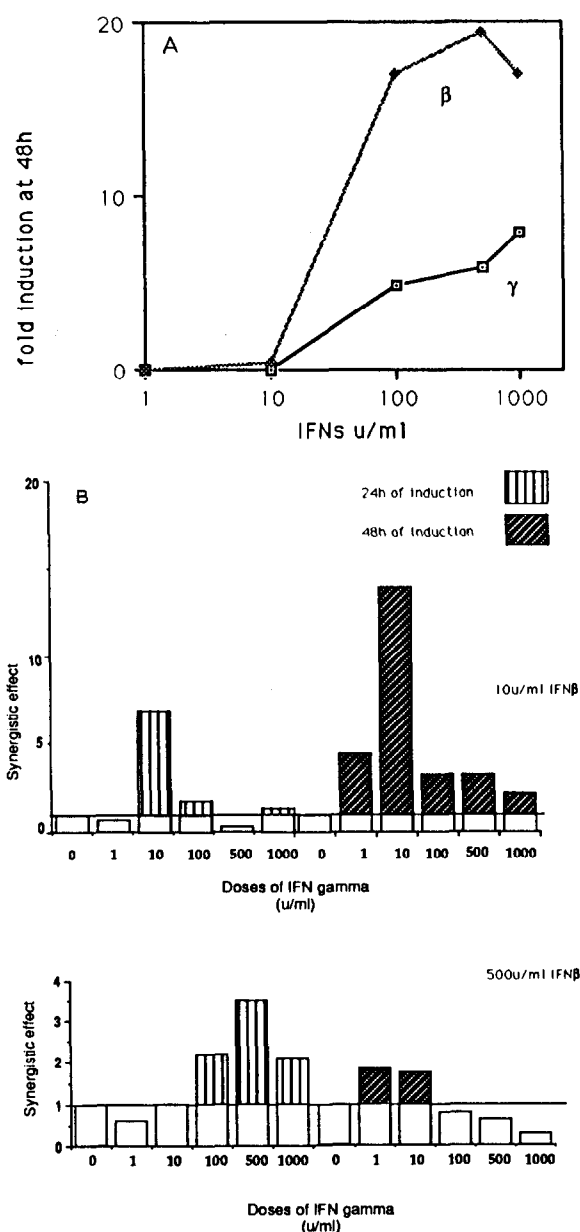 A
20
10
0
fold induction at 48h
β
γ
1 10 100 1000
IFNs u/ml
B
24h of induction
48h of induction
20
10
5
0
Synergistic effect
10u/ml IFNβ
0 1 10 100 500 1000 0 1 10 100 500 1000
Doses of IFN gamma
(u/ml)
500u/ml IFNβ
4
3
2
1
0
Synergistic effect
0 1 10 100 500 1000 0 1 10 100 500 1000
Doses of IFN gamma
(u/ml)